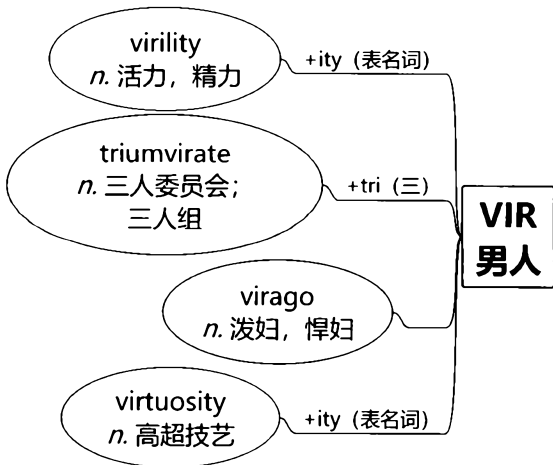 virility
n. 活力，精力
+ity（表名词）
triumvirate
n. 三人委员会；
三人组
+tri（三）
VIR
男人
virago
n. 泼妇，悍妇
virtuosity
n. 高超技艺
+ity（表名词）